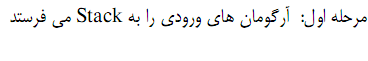 مرحله اول:  آرگومان های ورودی را به Stack می فرستد